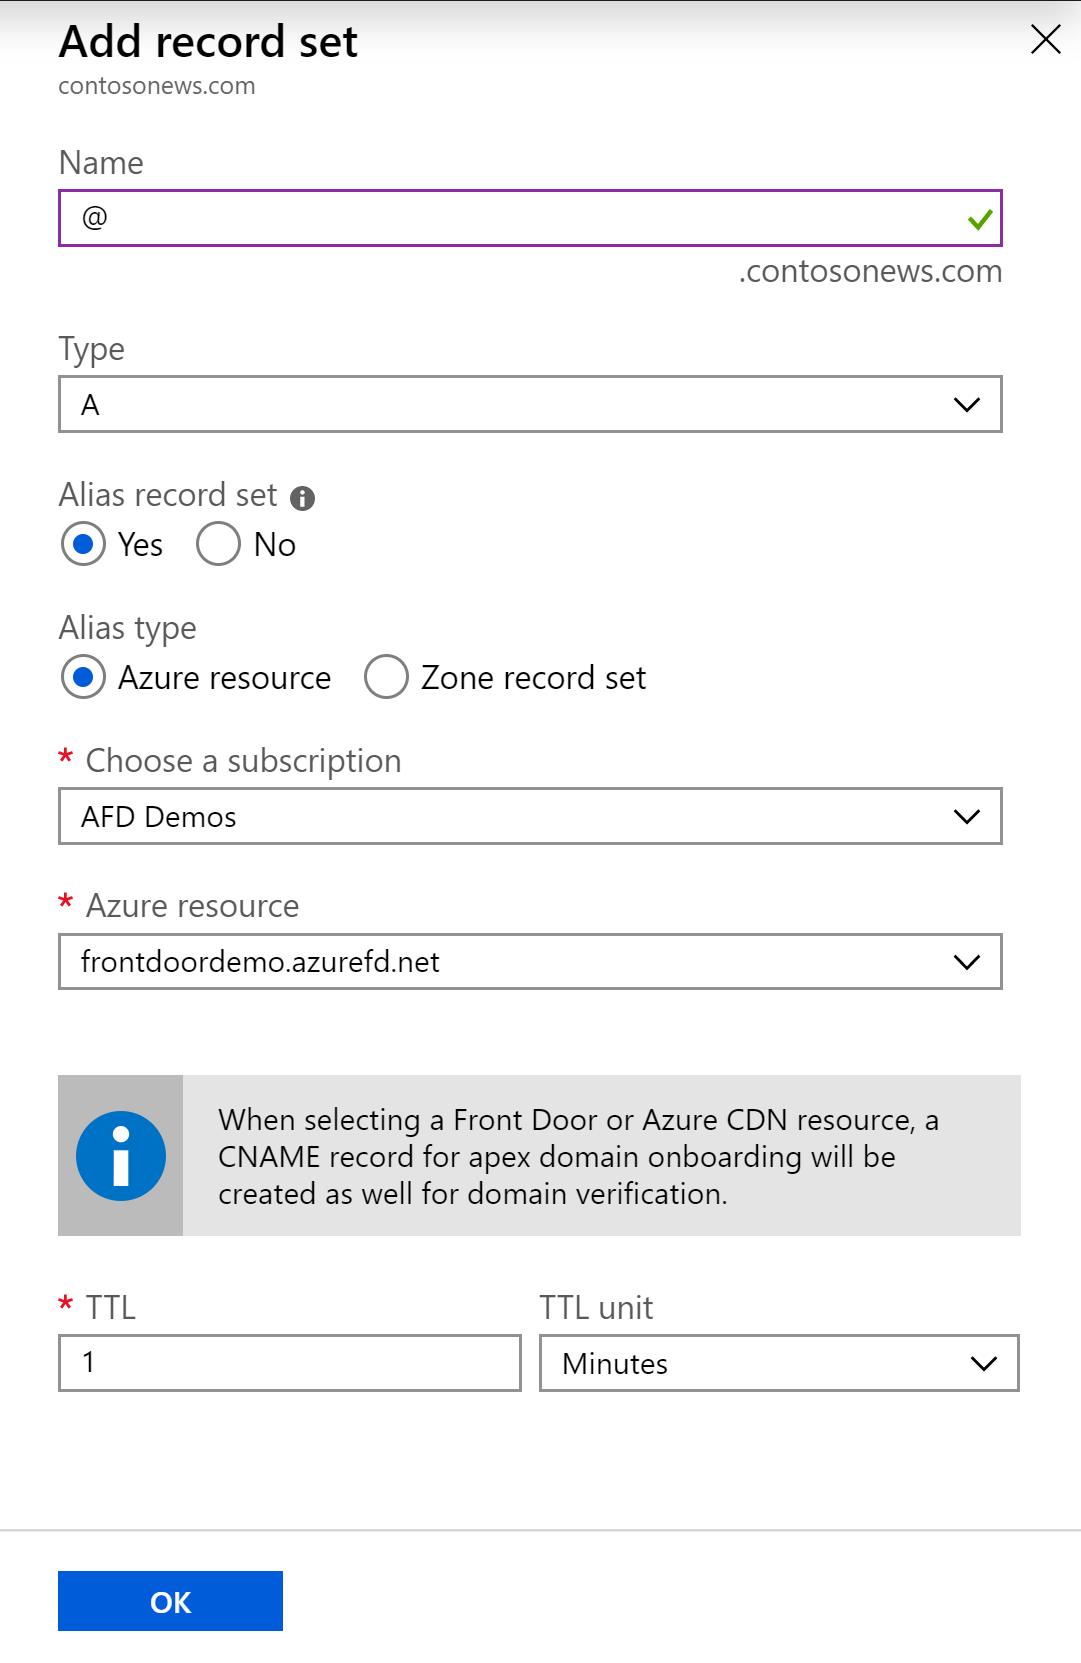 Add record set
contosonews.com
Name
@
.contosonews.com
Type
A
Alias record set
Yes No
Alias type
Azure resource Zone record set
* Choose a subscription
AFD Demos
* Azure resource
frontdoordemo.azurefd.net
When selecting a Front Door or Azure CDN resource, a
CNAME record for apex domain onboarding will be
created as well for domain verification.
* TTL TTL unit
1 Minutes
OK